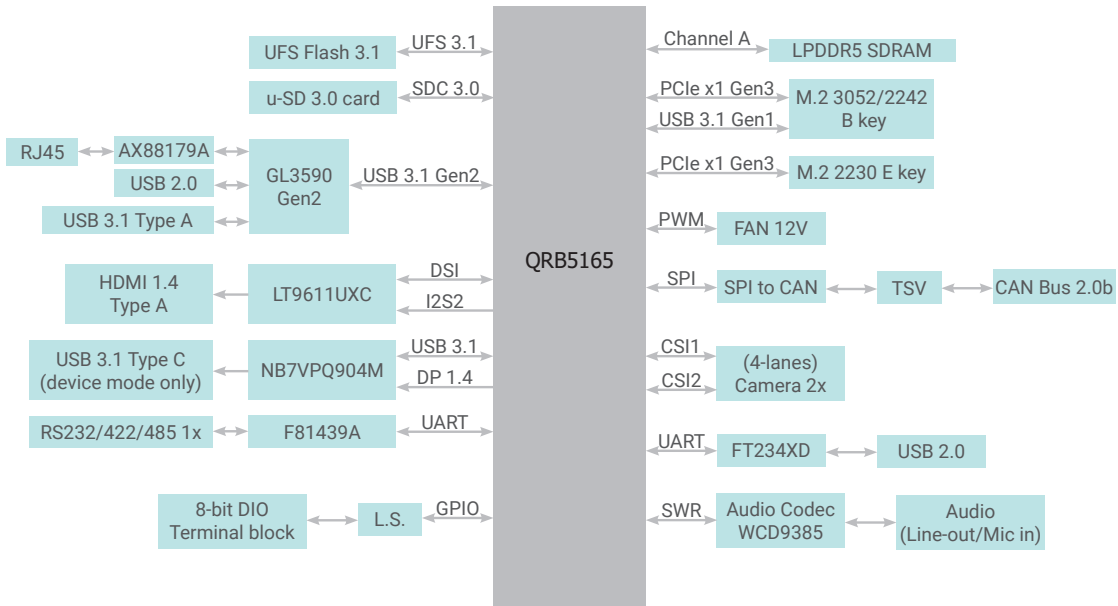 UFS Flash 3.1
UFS 3.1
u-SD 3.0 card
SDC 3.0
RJ45
AX88179A
USB 2.0
USB 3.1 Type A
GL3590
Gen2
USB 3.1 Gen2
HDMI 1.4
Type A
LT9611UXC
DSI
I2S2
USB 3.1 Type C
(device mode only)
NB7VPQ904M
USB 3.1
DP 1.4
RS232/422/485 1x
F81439A
UART
8-bit DIO
Terminal block
L.S.
GPIO
QRB5165
Channel A
LPDDR5 SDRAM
PCIe x1 Gen3
USB 3.1 Gen1
M.2 3052/2242
B key
PCIe x1 Gen3
M.2 2230 E key
PWM
FAN 12V
SPI
SPI to CAN
TSV
CAN Bus 2.0b
CSI1
CSI2
(4-lanes)
Camera 2x
UART
FT234XD
USB 2.0
SWR
Audio Codec
WCD9385
Audio
(Line-out/Mic in)